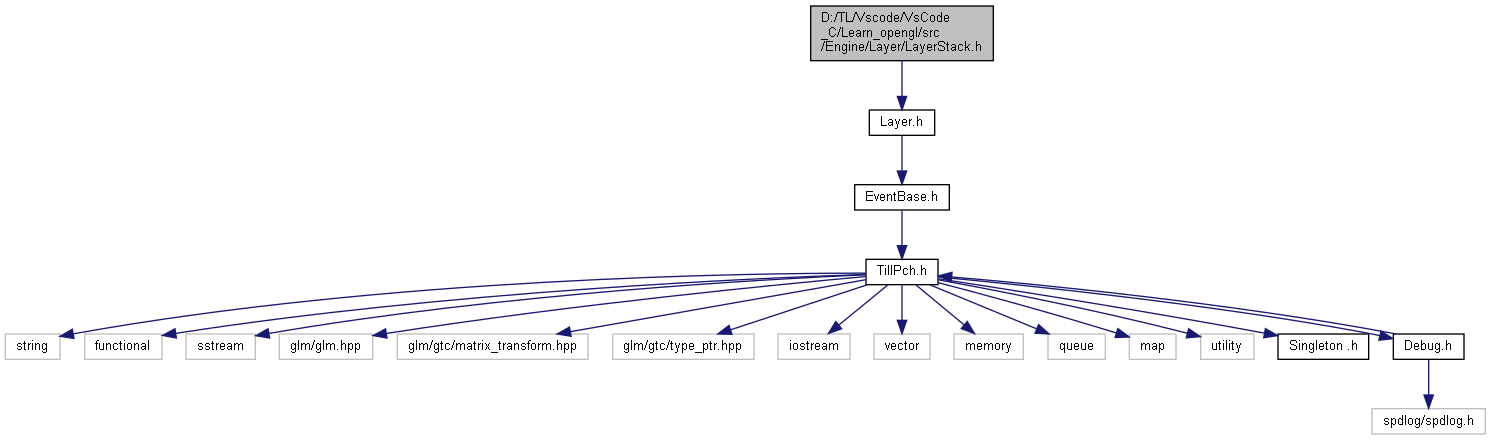 D:/TL/Vscode/VsCode
_C/Learn_opengl/src
/Engine/Layer/LayerStack.h
Layer.h
EventBase.h
TillPch.h
string
functional
sstream
glm/glm.hpp
glm/gtc/matrix_transform.hpp
glm/gtc/type_ptr.hpp
iostream
vector
memory
queue
map
utility
Singleton .h
Debug.h
spdlog/spdlog.h